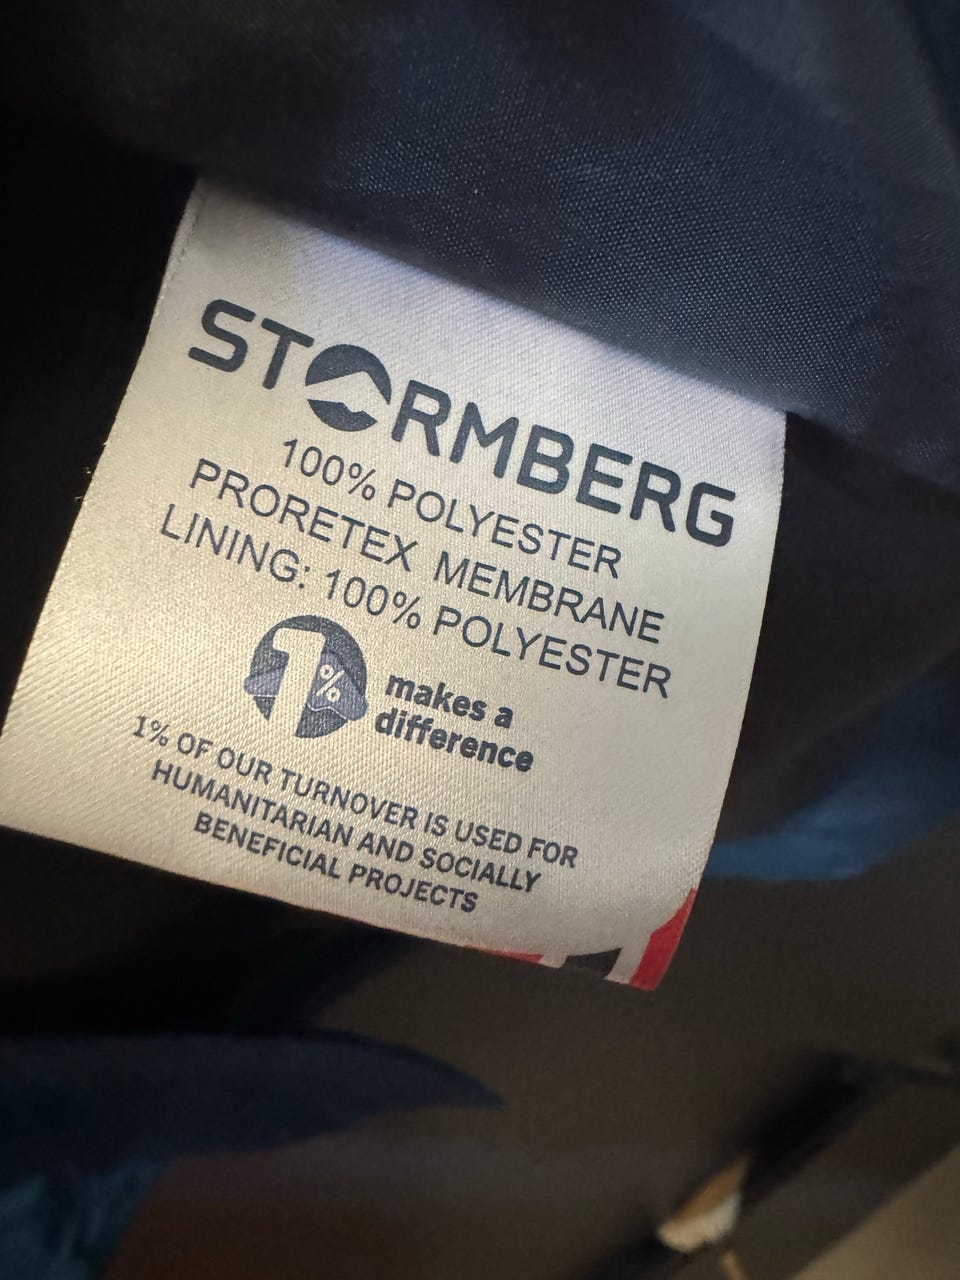 STORMBERG
100% POLYESTER
PRORETEX MEMBRANE
LINING: 100% POLYESTER
1%
makes a
difference
1% OF OUR TURNOVER IS USED FOR
HUMANITARIAN AND SOCIALLY
BENEFICIAL PROJECTS